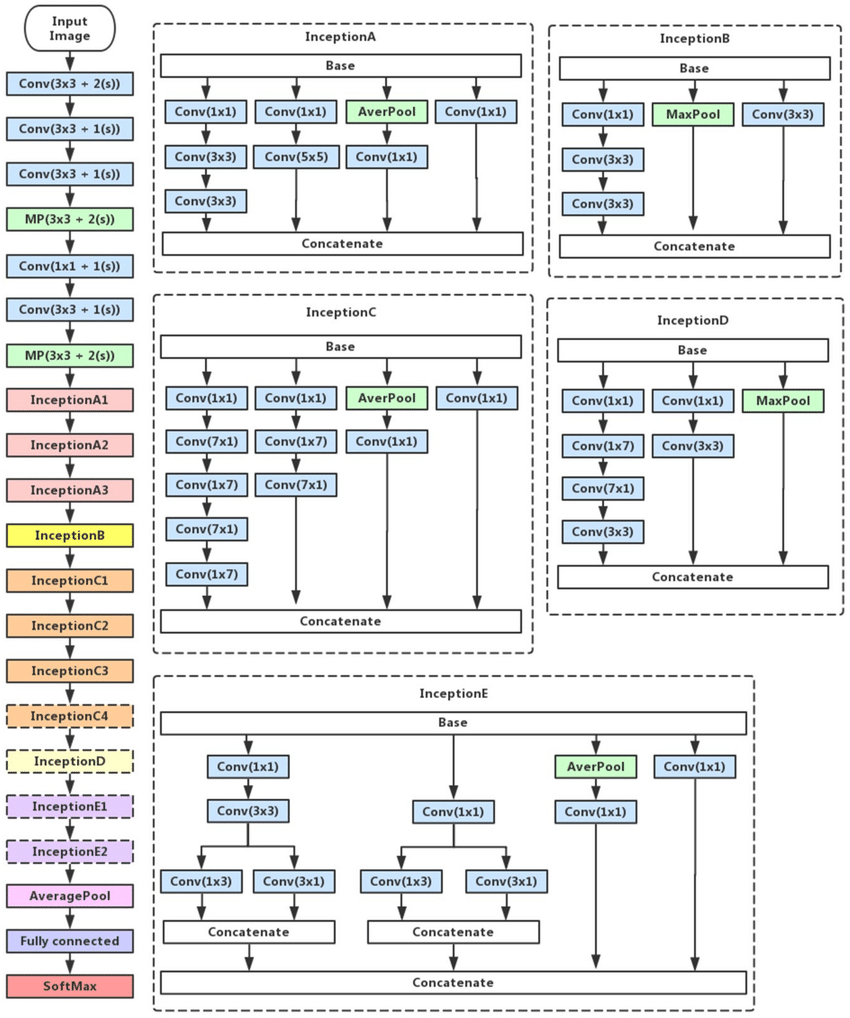 Input
Image
Conv(3x3 + 2(s))
Conv(3x3 + 1(s))
Conv(3x3 + 1(s))
MP(3x3 + 2(s))
Conv(1x1 + 1(s))
Conv(3x3 + 1(s))
MP(3x3 + 2(s))
InceptionA1
InceptionA2
InceptionA3
InceptionB
InceptionC1
InceptionC2
InceptionC3
InceptionC4
InceptionD
InceptionE1
InceptionE2
AveragePool
Fully connected
SoftMax
InceptionA
Base
Conv(1x1) Conv(1x1) AverPool Conv(1x1)
Conv(3x3) Conv(5x5) Conv(1x1)
Conv(3x3)
Concatenate
InceptionB
Base
Conv(1x1) MaxPool Conv(3x3)
Conv(3x3)
Conv(3x3)
Concatenate
InceptionC
Base
Conv(1x1) Conv(1x1) AverPool Conv(1x1)
Conv(7x1) Conv(1x7) Conv(1x1)
Conv(1x7) Conv(7x1)
Conv(7x1)
Conv(1x7)
Concatenate
InceptionD
Base
Conv(1x1) Conv(1x1) MaxPool
Conv(1x7) Conv(3x3)
Conv(7x1)
Conv(3x3)
Concatenate
InceptionE
Base
Conv(1x1) AverPool Conv(1x1)
Conv(3x3) Conv(1x1) Conv(1x1)
Conv(1x3) Conv(3x1) Conv(1x3) Conv(3x1)
Concatenate Concatenate
Concatenate